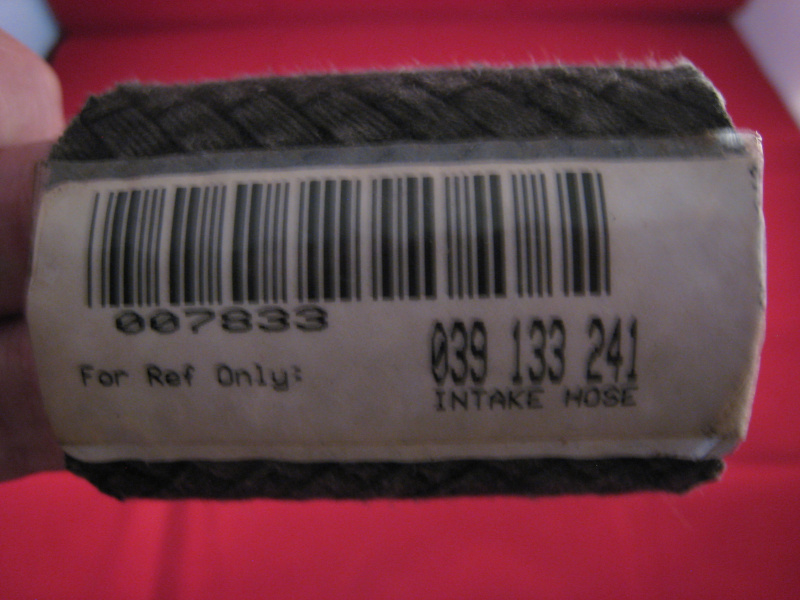 007833
039 133 241
For Ref Only:
INTAKE HOSE